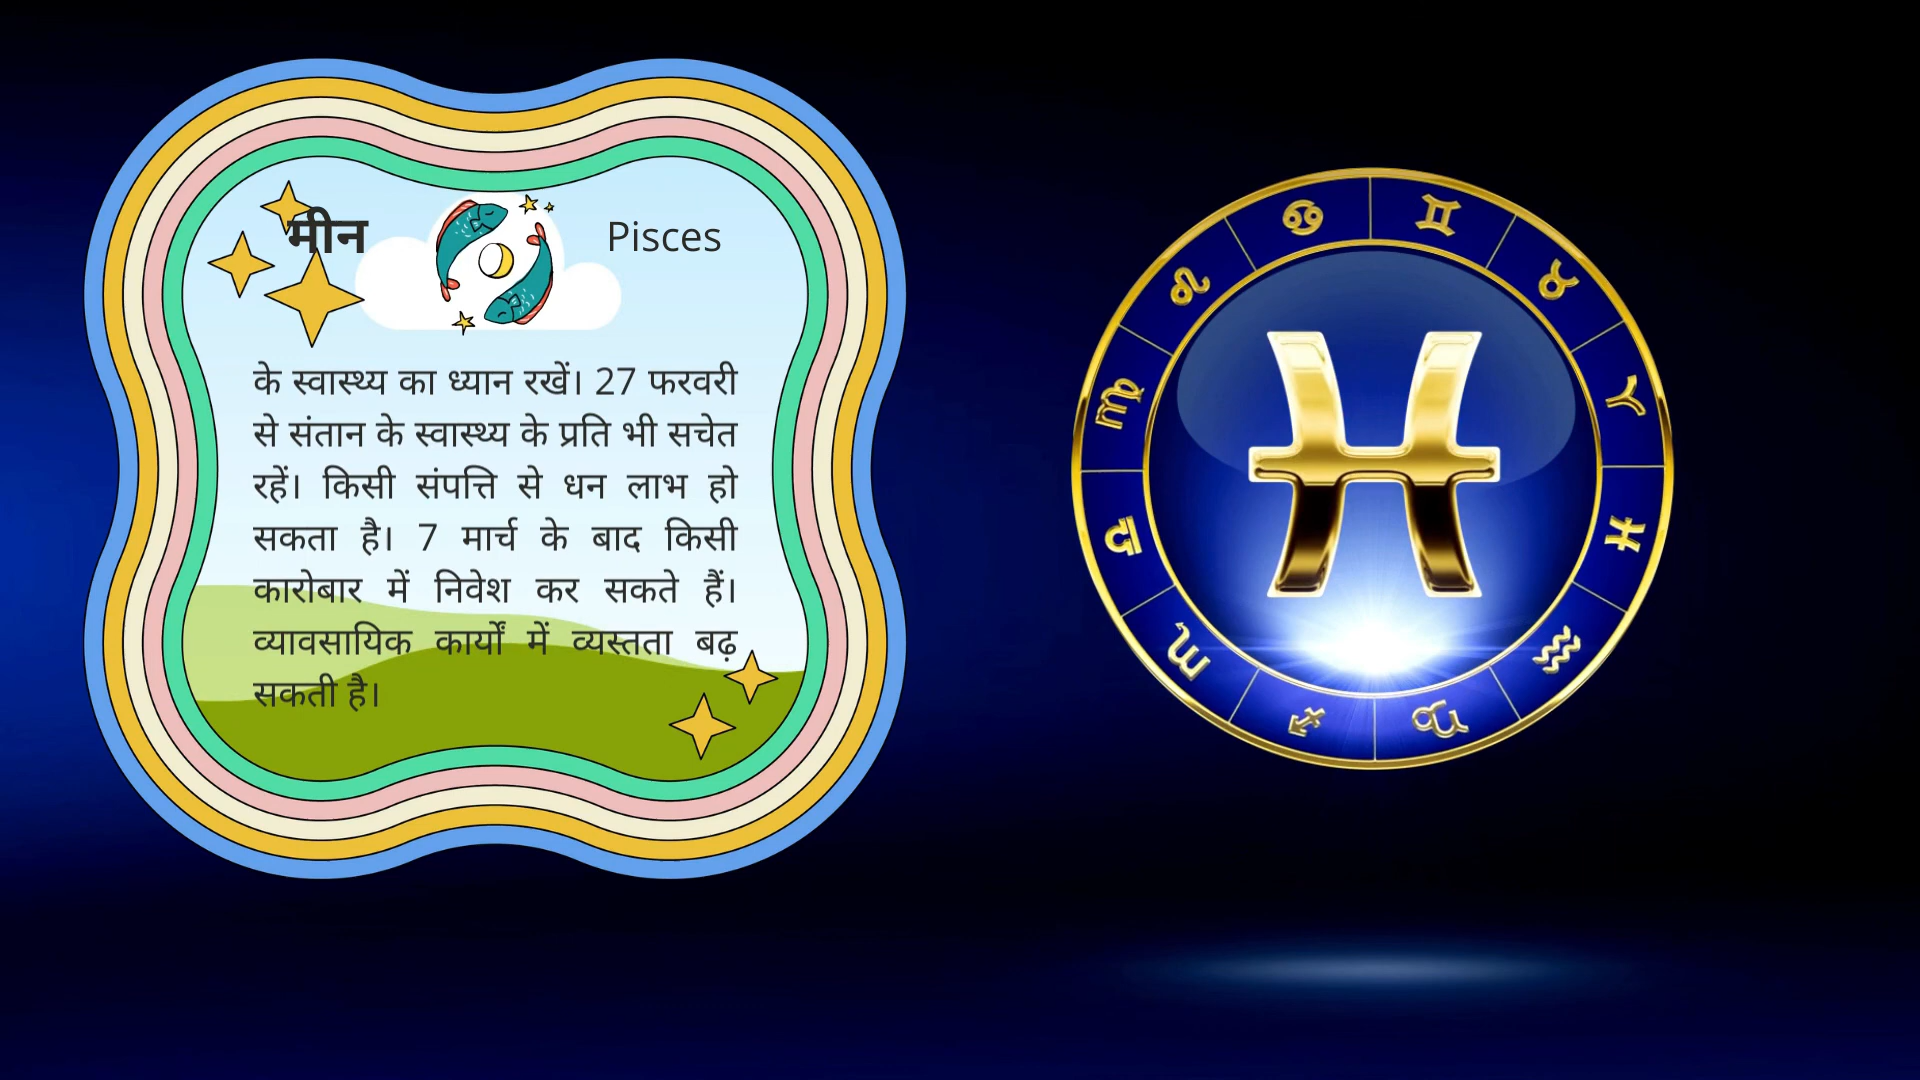 मीन Pisces
के स्वास्थ्य का ध्यान रखें। 27 फरवरी
से संतान के स्वास्थ्य के प्रति भी सचेत
रहें। किसी संपत्ति से धन लाभ हो
सकता है। 7 मार्च के बाद किसी
कारोबार में निवेश कर सकते हैं।
व्यावसायिक कार्यों में व्यस्तता बढ़
सकती है।